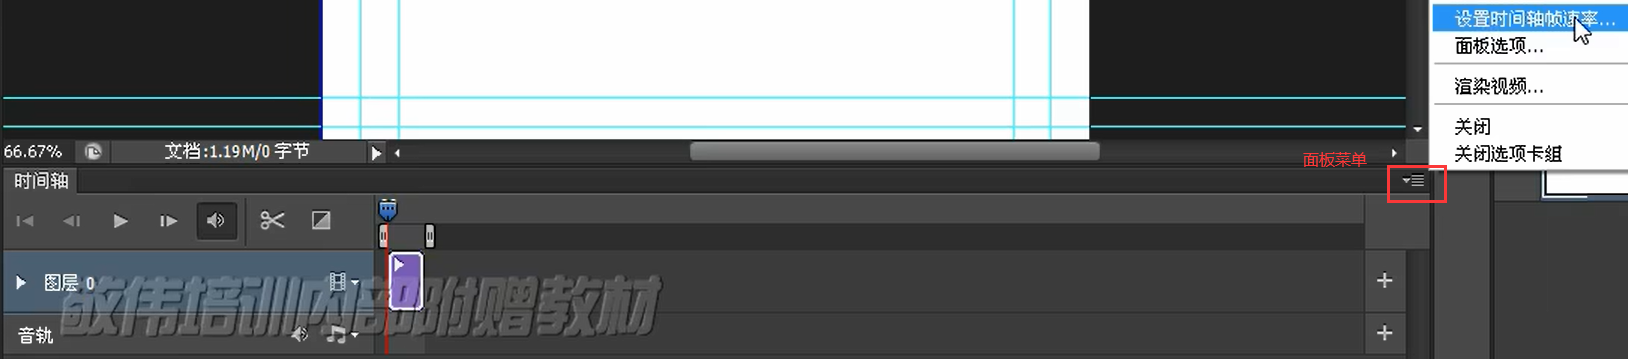 设置时间轴帧速率...
面板选项...
渲染视频...
关闭
关闭选项卡组
66.67%
文档:1.19M/0 字节
面板菜单
时间轴
图层 0
敬伟培训内部附赠教材
音轨